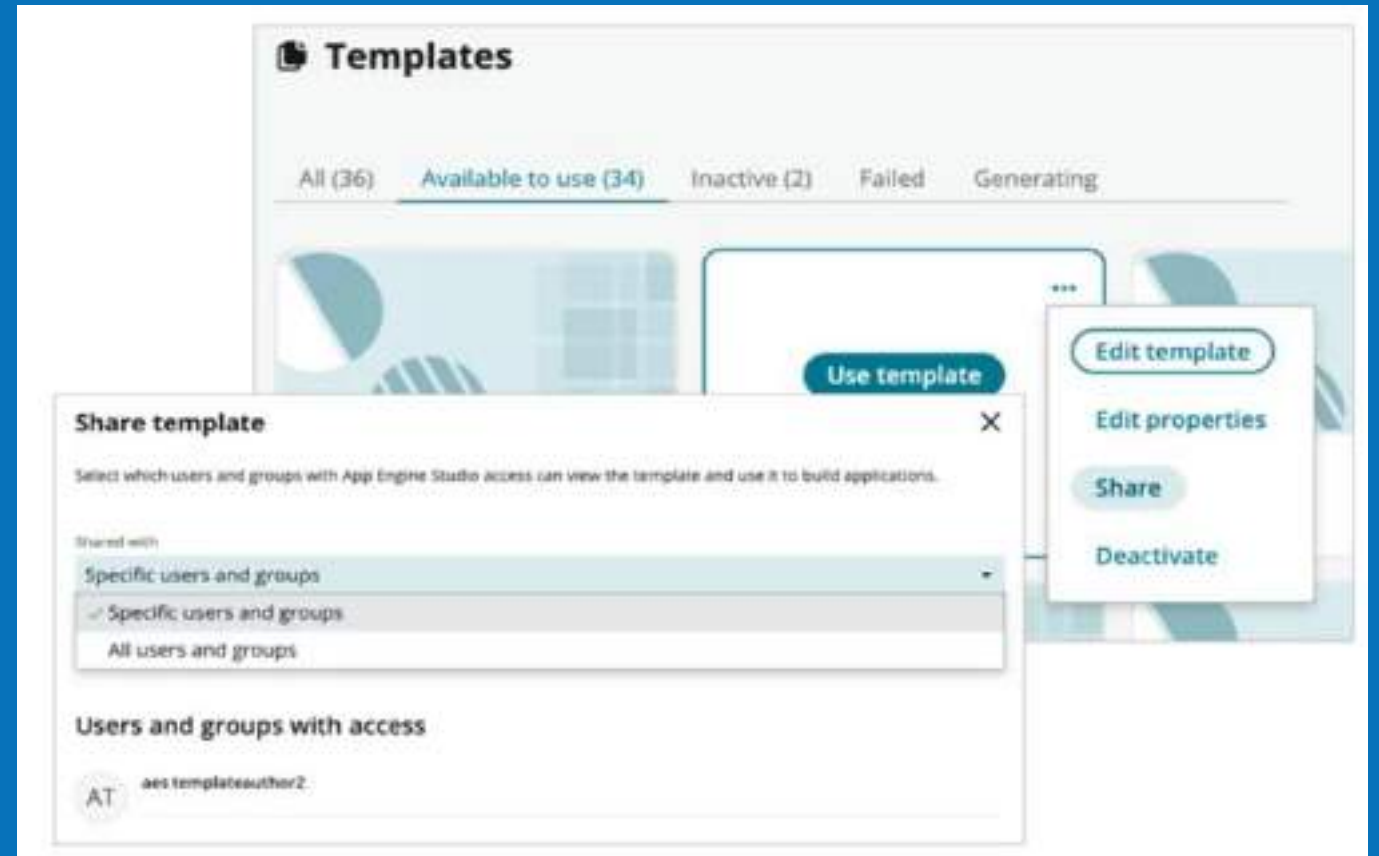 Templates
All (36) Available to use (34) Inactive (2) Failed Generating
Use template
Edit template
Edit properties
Share
Deactivate
Share template
Select which users and groups with App Engine Studio access can view the template and use it to build applications.
Shared with
Specific users and groups
Specific users and groups
All users and groups
Users and groups with access
AT aes templateauthor2